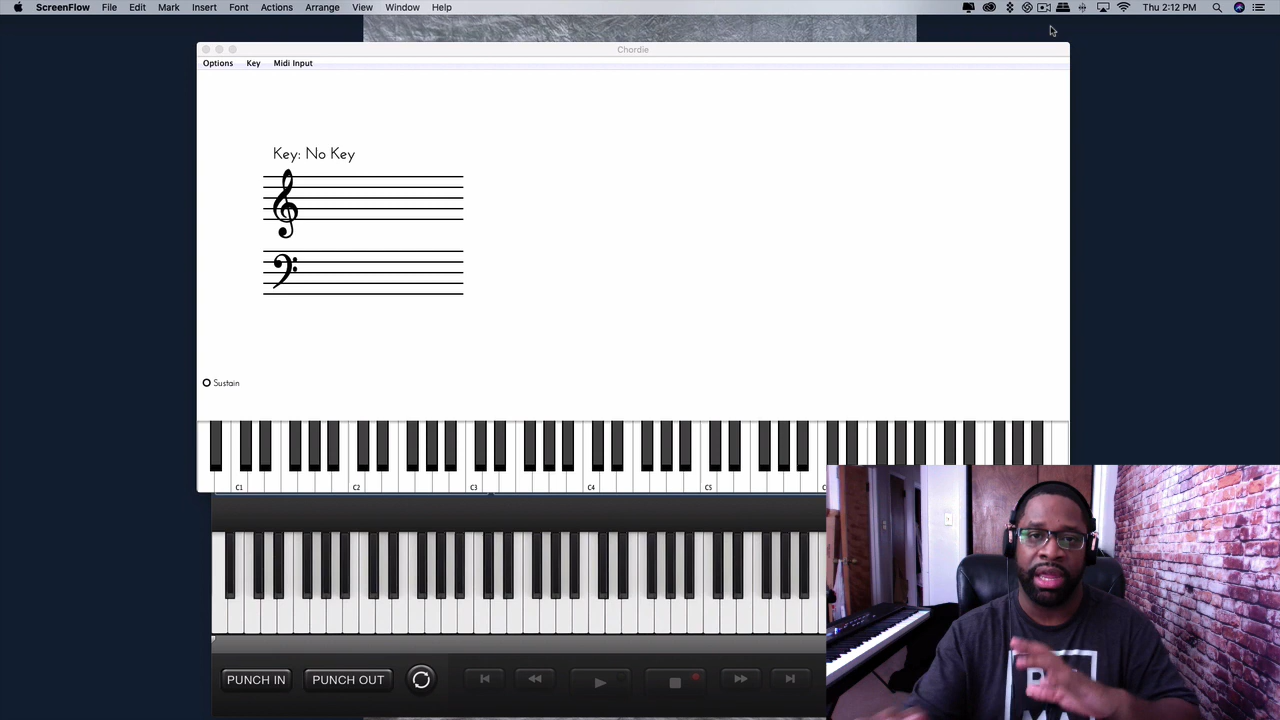 ScreenFlow File Edit Mark Insert Font Actions Arrange View Window Help Thu 2:12 PM
Chordie
Options Key Midi Input
Key: No Key
Sustain
C1 C2 C3 C4 C5
PUNCH IN PUNCH OUT